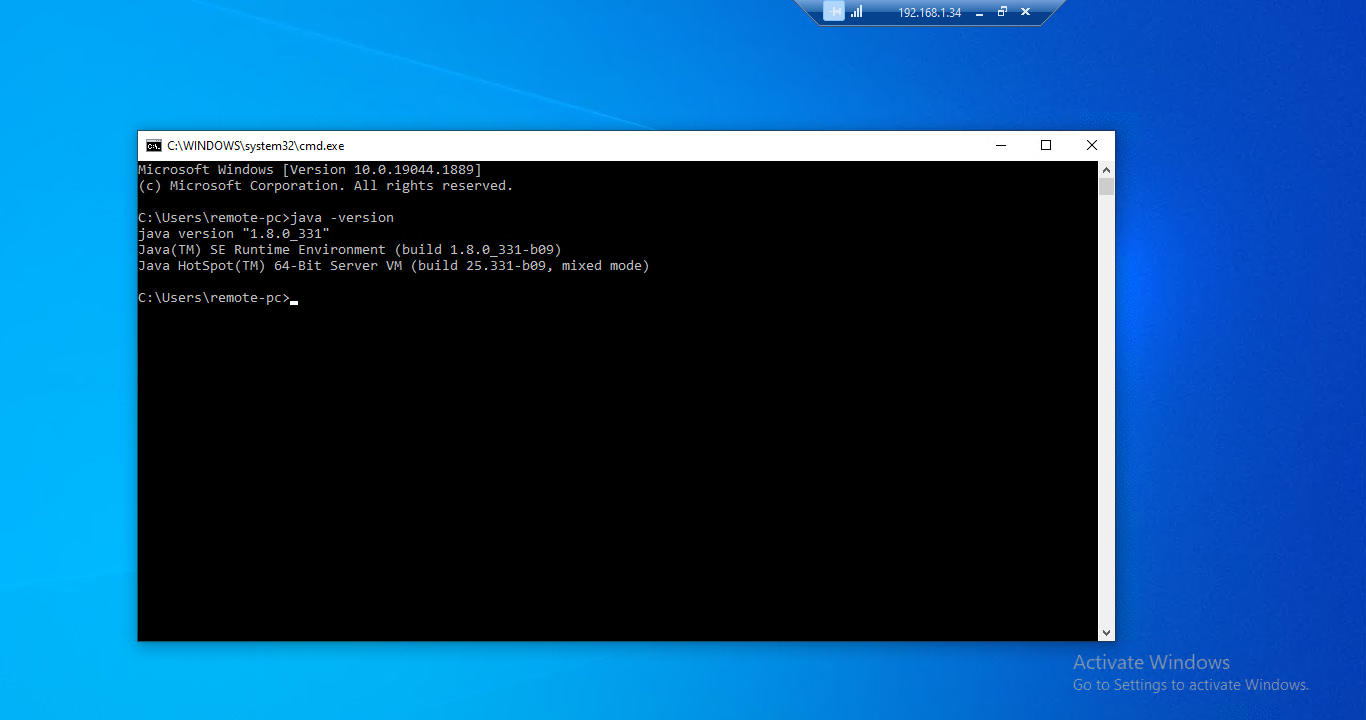 192.168.1.34
C:\WINDOWS\system32\cmd.exe
Microsoft Windows [Version 10.0.19044.1889]
(c) Microsoft Corporation. All rights reserved.
C:\Users\remote-pc>java -version
java version "1.8.0_331"
Java(TM) SE Runtime Environment (build 1.8.0_331-b09)
Java HotSpot(TM) 64-Bit Server VM (build 25.331-b09, mixed mode)
C:\Users\remote-pc>
Activate Windows
Go to Settings to activate Windows.